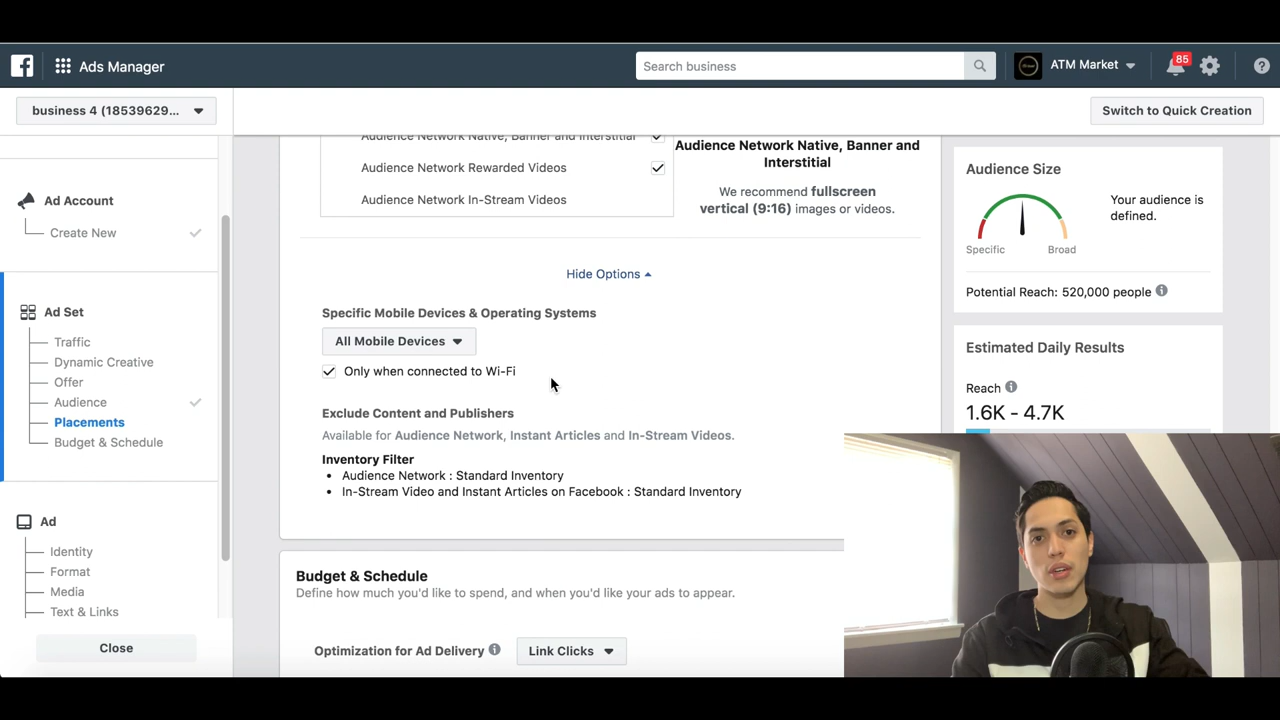 Ads Manager
Search business
ATM Market
85
?
business 4 (18539629...
Switch to Quick Creation
Ad Account
Create New
Ad Set
Traffic
Dynamic Creative
Offer
Audience
Placements
Budget & Schedule
Ad
Identity
Format
Media
Text & Links
Close
Audience Network Native, Banner and Interstitial
Audience Network Rewarded Videos
Audience Network In-Stream Videos
Audience Network Native, Banner and
Interstitial
We recommend fullscreen
vertical (9:16) images or videos.
Hide Options
Specific Mobile Devices & Operating Systems
All Mobile Devices
Only when connected to Wi-Fi
Exclude Content and Publishers
Available for Audience Network, Instant Articles and In-Stream Videos.
Inventory Filter
• Audience Network : Standard Inventory
• In-Stream Video and Instant Articles on Facebook : Standard Inventory
Budget & Schedule
Define how much you'd like to spend, and when you'd like your ads to appear.
Optimization for Ad Delivery
Link Clicks
Audience Size
Your audience is
defined.
Specific
Broad
Potential Reach: 520,000 people
Estimated Daily Results
Reach
1.6K - 4.7K